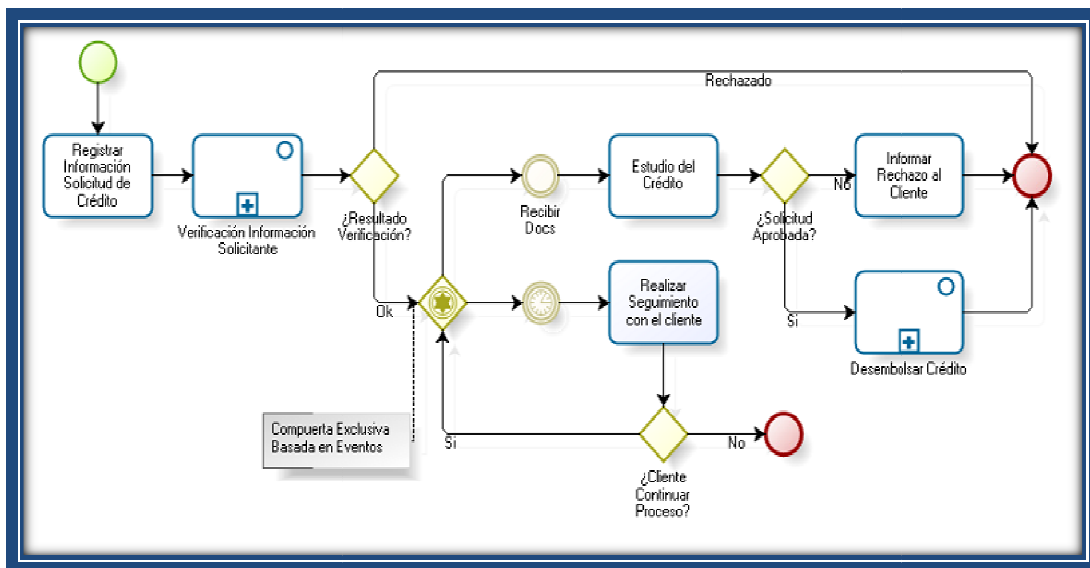 Rechazado
Registrar
Información
Solicitud de
Crédito
Verificación Información
Solicitante
¿Resultado
Verificación?
Ok
Recibir
Docs
Estudio del
Crédito
¿Solicitud
Aprobada?
No
Informar
Rechazo al
Cliente
Si
Desembolsar Crédito
Realizar
Seguimiento
con el cliente
Compuerta Exclusiva
Basada en Eventos
Si
No
¿Cliente
Continuar
Proceso?